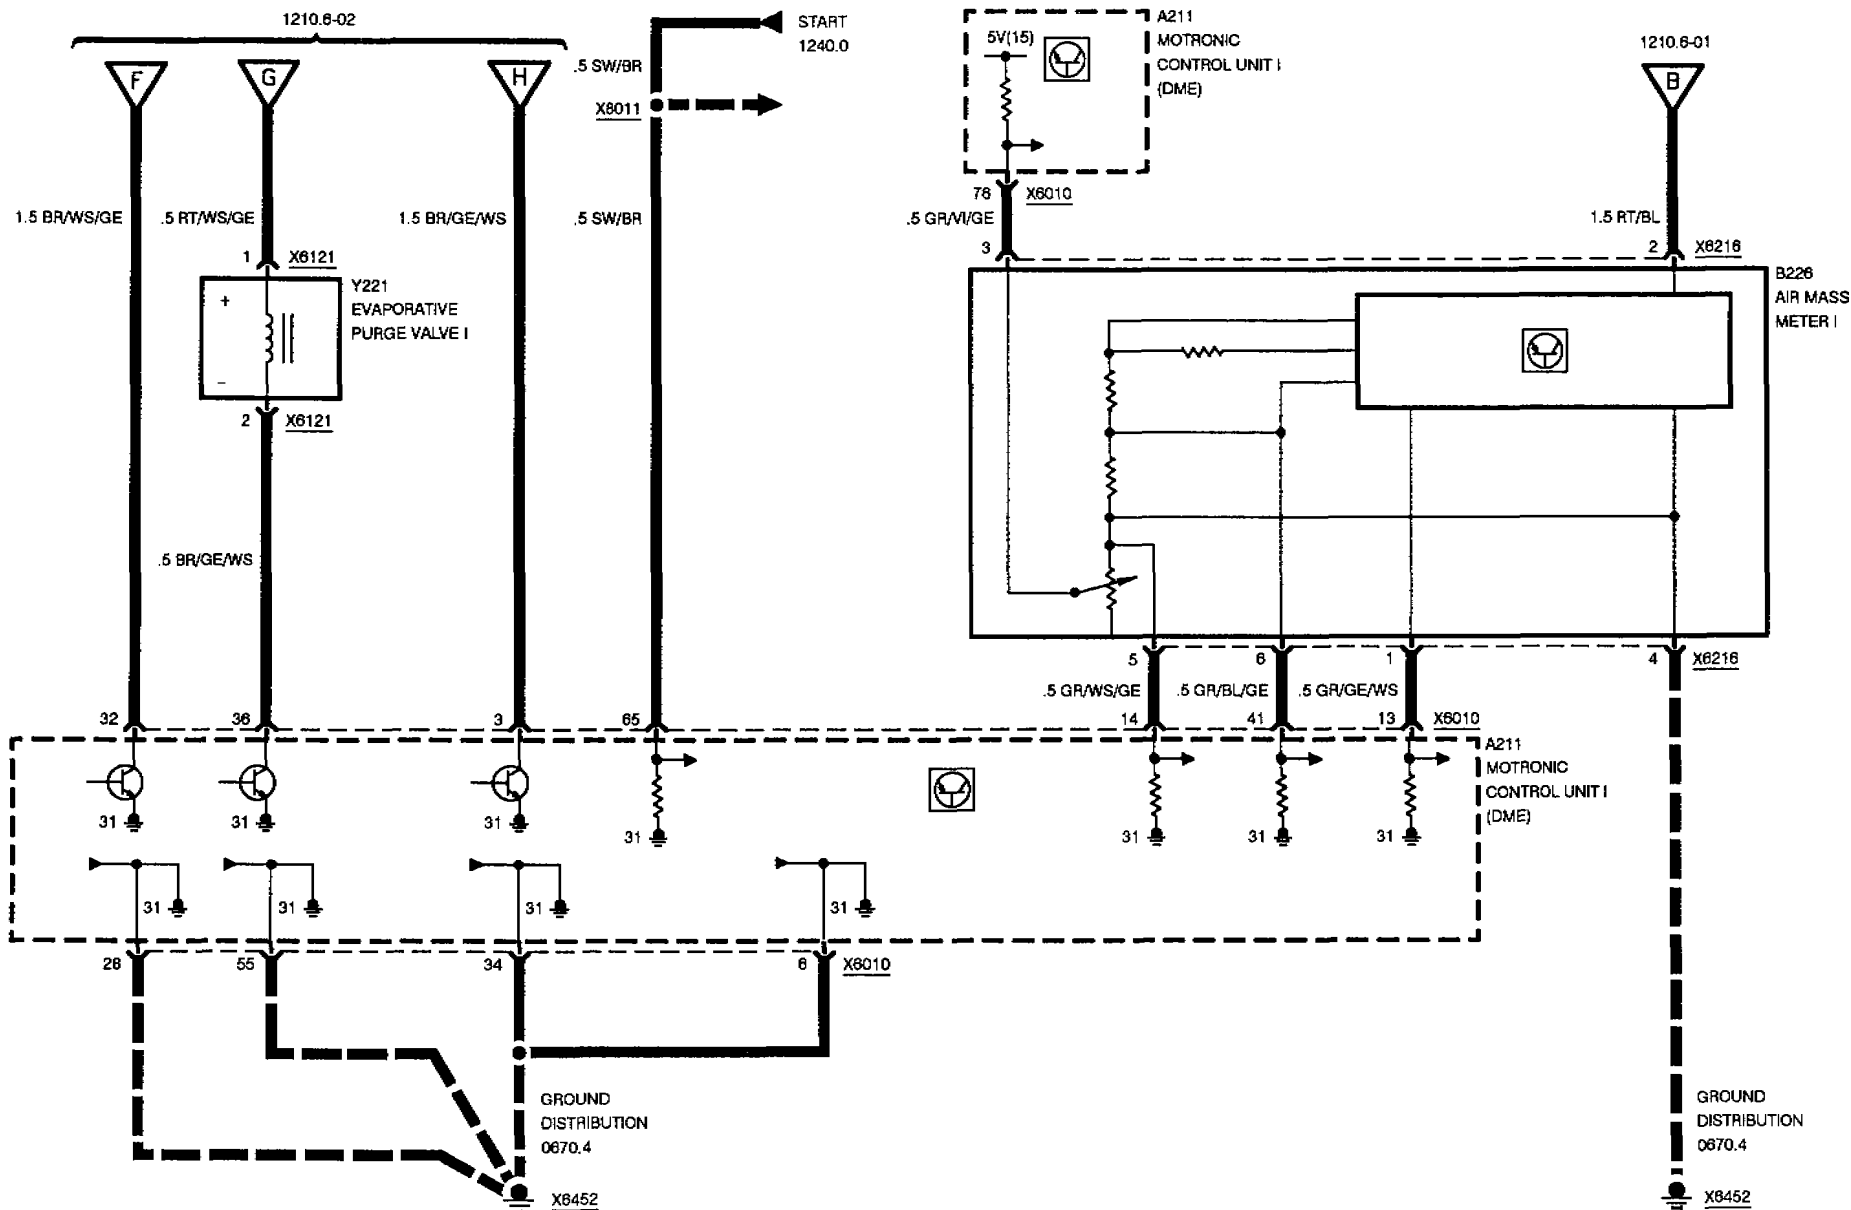 1210.6-02
START
1240.0
A211
MOTRONIC
CONTROL UNIT I
(DME)
5V(15)
1210.6-01
F
G
H
B
.5 SW/BR
X8011
78
X6010
1.5 BR/WS/GE
.5 RT/WS/GE
1.5 BR/GE/WS
.5 SW/BR
.5 GR/VI/GE
1.5 RT/BL
1
X6121
3
2
X6216
Y221
EVAPORATIVE
PURGE VALVE I
+
–
B226
AIR MASS
METER I
2
X6121
.5 BR/GE/WS
5
6
1
4
X6216
.5 GR/WS/GE
.5 GR/BL/GE
.5 GR/GE/WS
32
36
3
65
14
41
13
X6010
A211
MOTRONIC
CONTROL UNIT I
(DME)
31
31
31
31
31
31
31
31
31
31
31
28
55
34
6
X6010
GROUND
DISTRIBUTION
0670.4
GROUND
DISTRIBUTION
0670.4
X6452
X6452